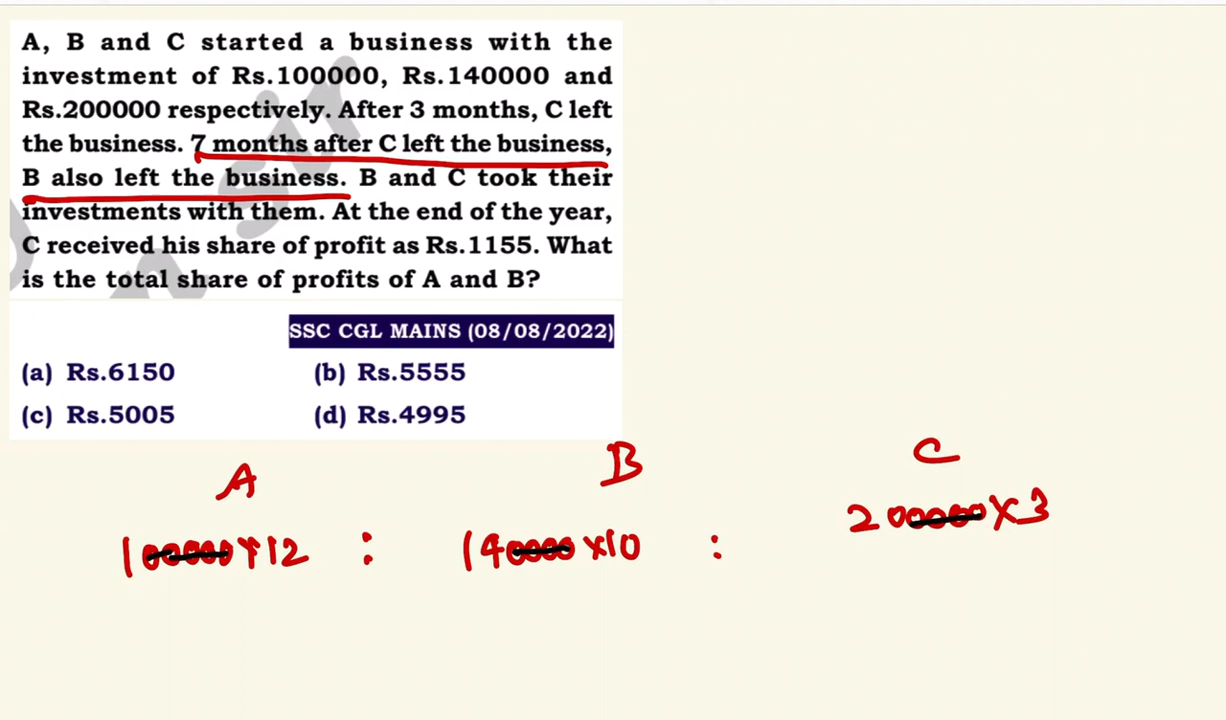 A, B and C started a business with the
investment of Rs.100000, Rs.140000 and
Rs.200000 respectively. After 3 months, C left
the business. 7 months after C left the business,
B also left the business. B and C took their
investments with them. At the end of the year,
C received his share of profit as Rs.1155. What
is the total share of profits of A and B?
SSC CGL MAINS (08/08/2022)
(a) Rs.6150 (b) Rs.5555
(c) Rs.5005 (d) Rs.4995
A B C
100000×12 : 140000×10 : 200000×3